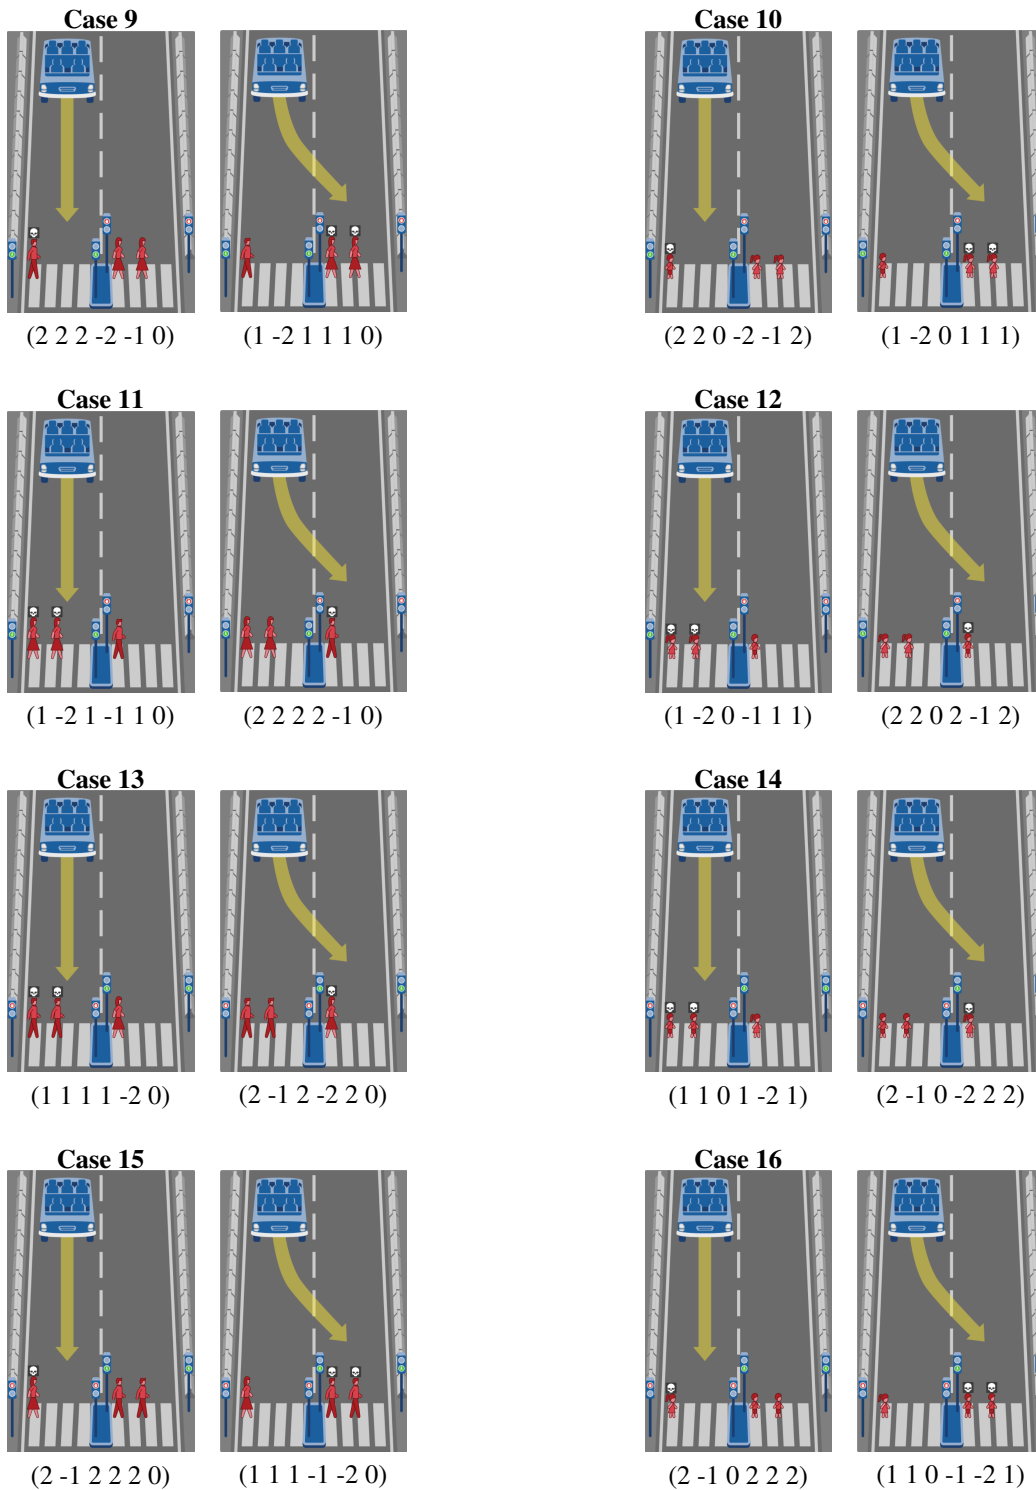 Case 9
Case 10
(2 2 2 -2 -1 0)
(1 -2 1 1 1 0)
(2 2 0 -2 -1 2)
(1 -2 0 1 1 1)
Case 11
Case 12
(1 -2 1 -1 1 0)
(2 2 2 2 -1 0)
(1 -2 0 -1 1 1)
(2 2 0 2 -1 2)
Case 13
Case 14
(1 1 1 1 -2 0)
(2 -1 2 -2 2 0)
(1 1 0 1 -2 1)
(2 -1 0 -2 2 2)
Case 15
Case 16
(2 -1 2 2 2 0)
(1 1 1 -1 -2 0)
(2 -1 0 2 2 2)
(1 1 0 -1 -2 1)